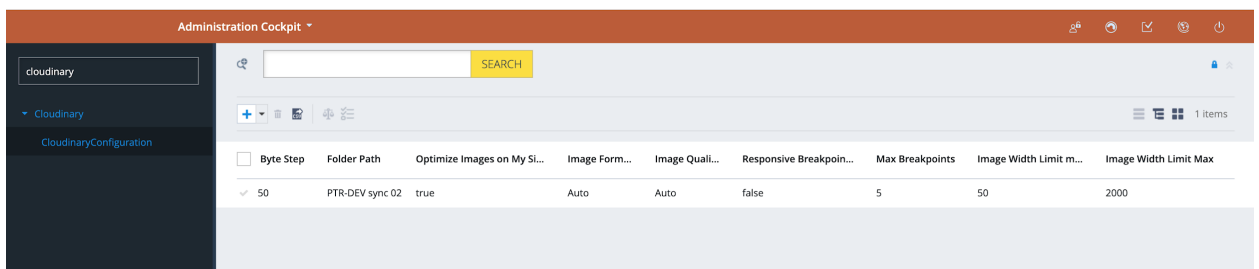 Administration Cockpit
cloudinary
SEARCH
Cloudinary
CloudinaryConfiguration
1 items
Byte Step Folder Path Optimize Images on My Si... Image Form... Image Quali... Responsive Breakpoin... Max Breakpoints Image Width Limit m... Image Width Limit Max
50 PTR-DEV sync 02 true Auto Auto false 5 50 2000